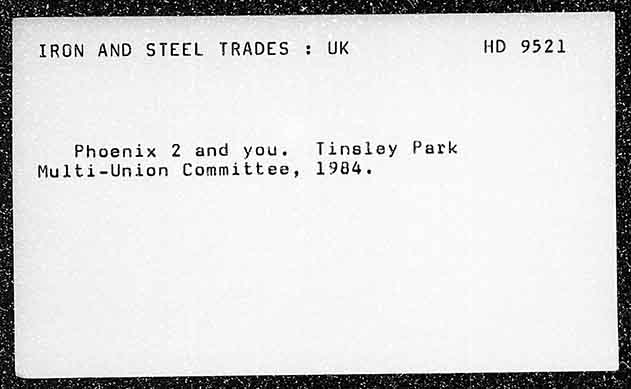 IRON AND STEEL TRADES : UK HD 9521
Phoenix 2 and you. Tinsley Park
Multi-Union Committee, 1984.